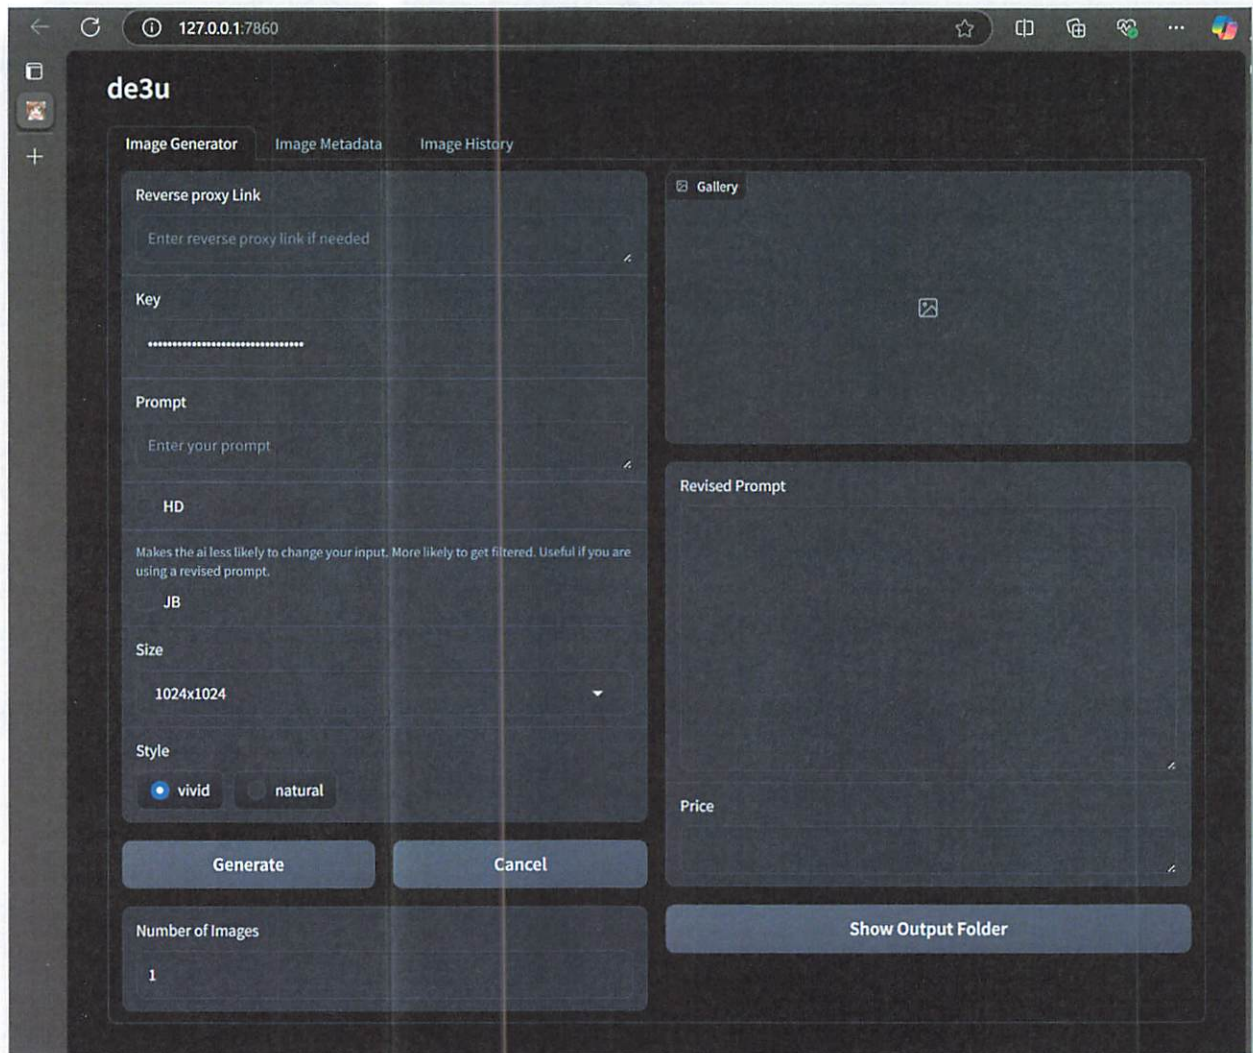 127.0.0.1:7860
de3u
Image Generator
Image Metadata
Image History
Reverse proxy Link
Enter reverse proxy link if needed
Key
Prompt
Enter your prompt
HD
Makes the ai less likely to change your input. More likely to get filtered. Useful if you are
using a revised prompt.
JB
Size
1024x1024
Style
vivid
natural
Generate
Cancel
Number of Images
1
Gallery
Revised Prompt
Price
Show Output Folder